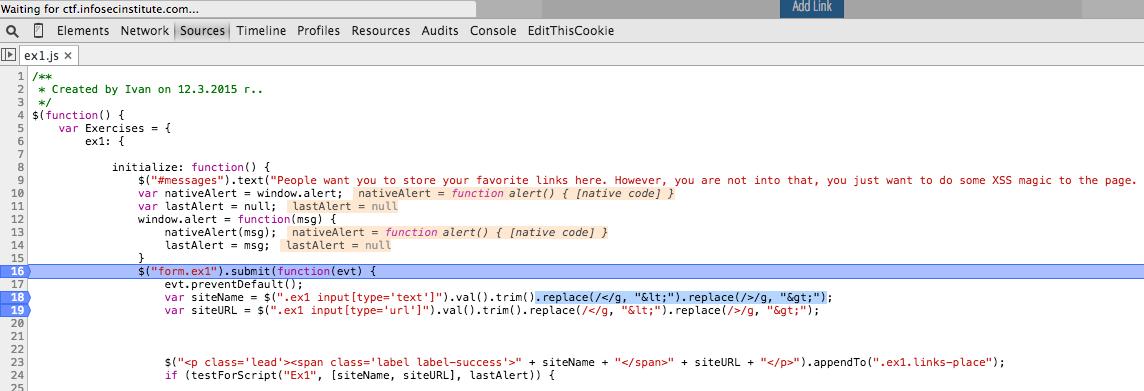 Waiting for ctf.infosecinstitute.com...
Add Link
Elements Network Sources Timeline Profiles Resources Audits Console EditThisCookie
ex1.js ×
1 /**
2 * Created by Ivan on 12.3.2015 г..
3 */
4 $(function() {
5 var Exercises = {
6 ex1: {
7
8 initialize: function() {
9 $("#messages").text("People want you to store your favorite links here. However, you are not into that, you just want to do some XSS magic to the page.
10 var nativeAlert = window.alert; nativeAlert = function alert() { [native code] }
11 var lastAlert = null; lastAlert = null
12 window.alert = function(msg) {
13 nativeAlert(msg); nativeAlert = function alert() { [native code] }
14 lastAlert = msg; lastAlert = null
15 }
16 $("form.ex1").submit(function(evt) {
17 evt.preventDefault();
18 var siteName = $(".ex1 input[type='text']").val().trim().replace(/</g, "&lt;").replace(/>/g, "&gt;");
19 var siteURL = $(".ex1 input[type='url']").val().trim().replace(/</g, "&lt;").replace(/>/g, "&gt;");
20
21
22
23 $("<p class='lead'><span class='label label-success'>" + siteName + "</span>" + siteURL + "</p>").appendTo(".ex1.links-place");
24 if (testForScript("Ex1", [siteName, siteURL], lastAlert)) {
25